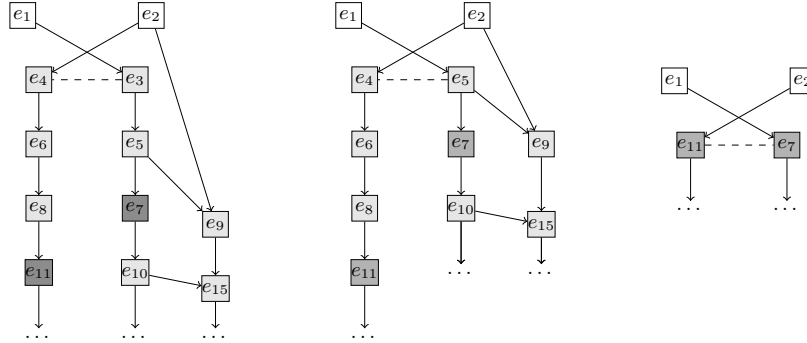 e1 e2 e1 e2
e4 e3 e4 e5 e1 e2
e6 e5 e6 e7 e9 e11 e7
e8 e7 e9 e8 e10 e15 ... ...
e11 e10 e15 e11 ... ...
... ... ... ...